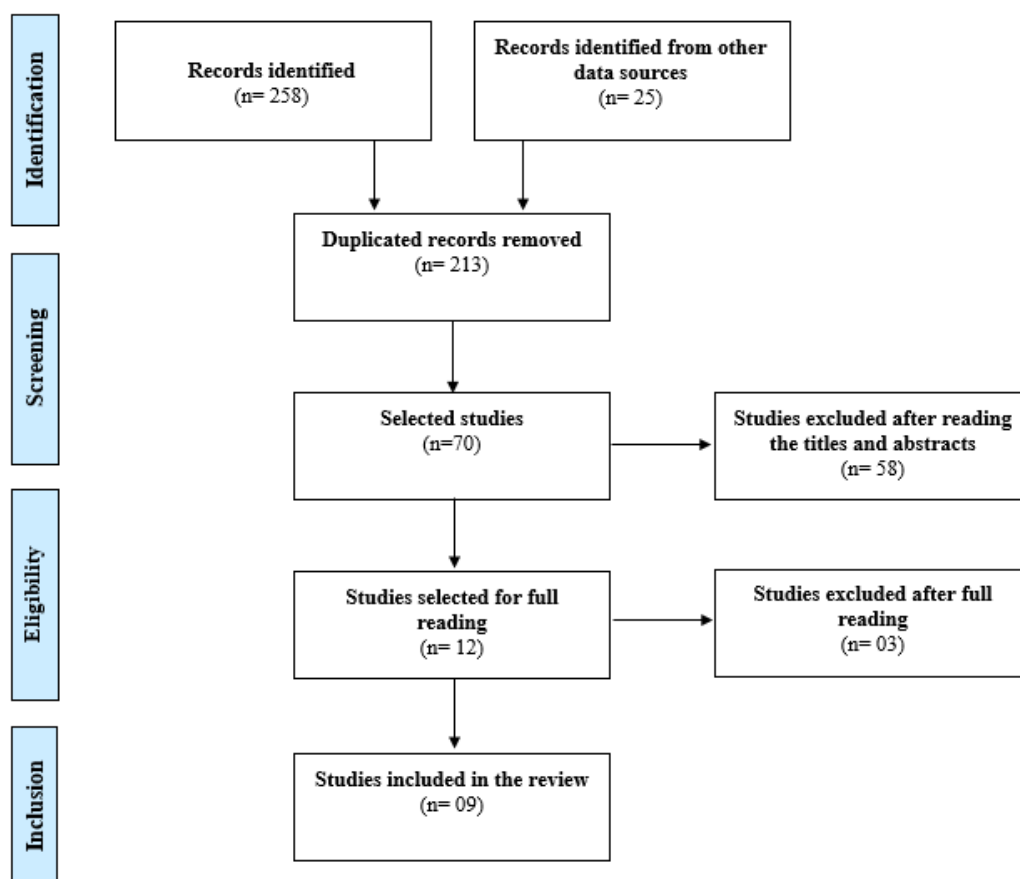 Identification
Records identified
(n= 258)
Records identified from other
data sources
(n= 25)
Duplicated records removed
(n= 213)
Screening
Selected studies
(n=70)
Studies excluded after reading
the titles and abstracts
(n= 58)
Eligibility
Studies selected for full
reading
(n= 12)
Studies excluded after full
reading
(n= 03)
Inclusion
Studies included in the review
(n= 09)